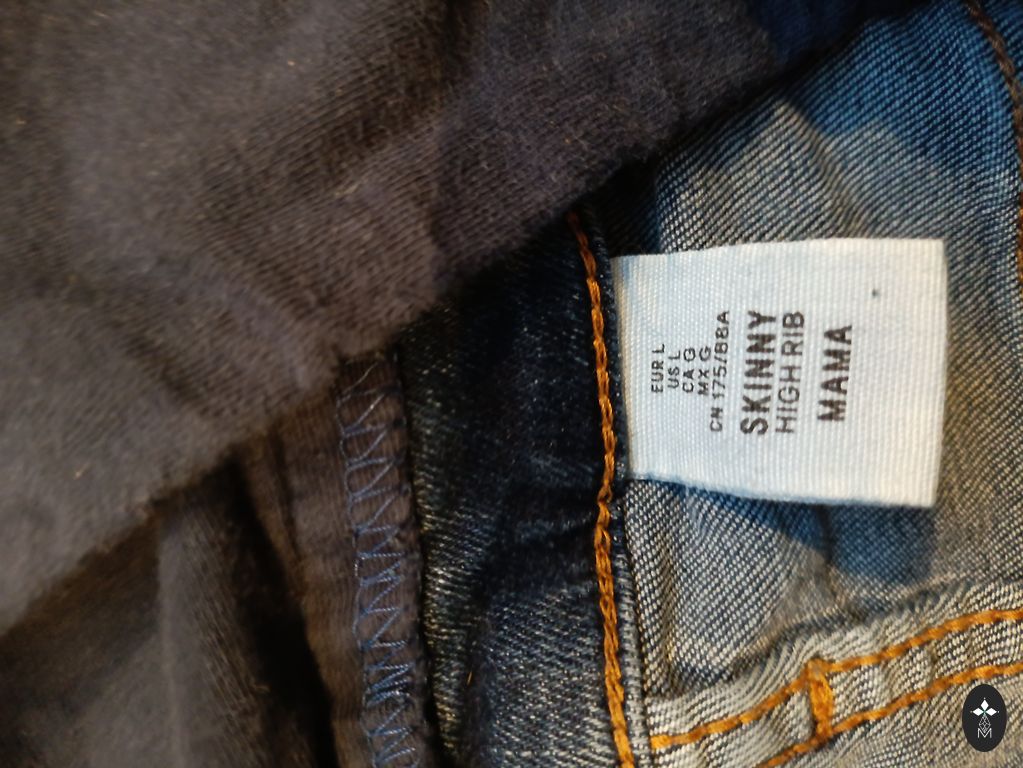 EUR L
US L
CA G
MX G
CN 175/88A
SKINNY
HIGH RIB
MAMA
M